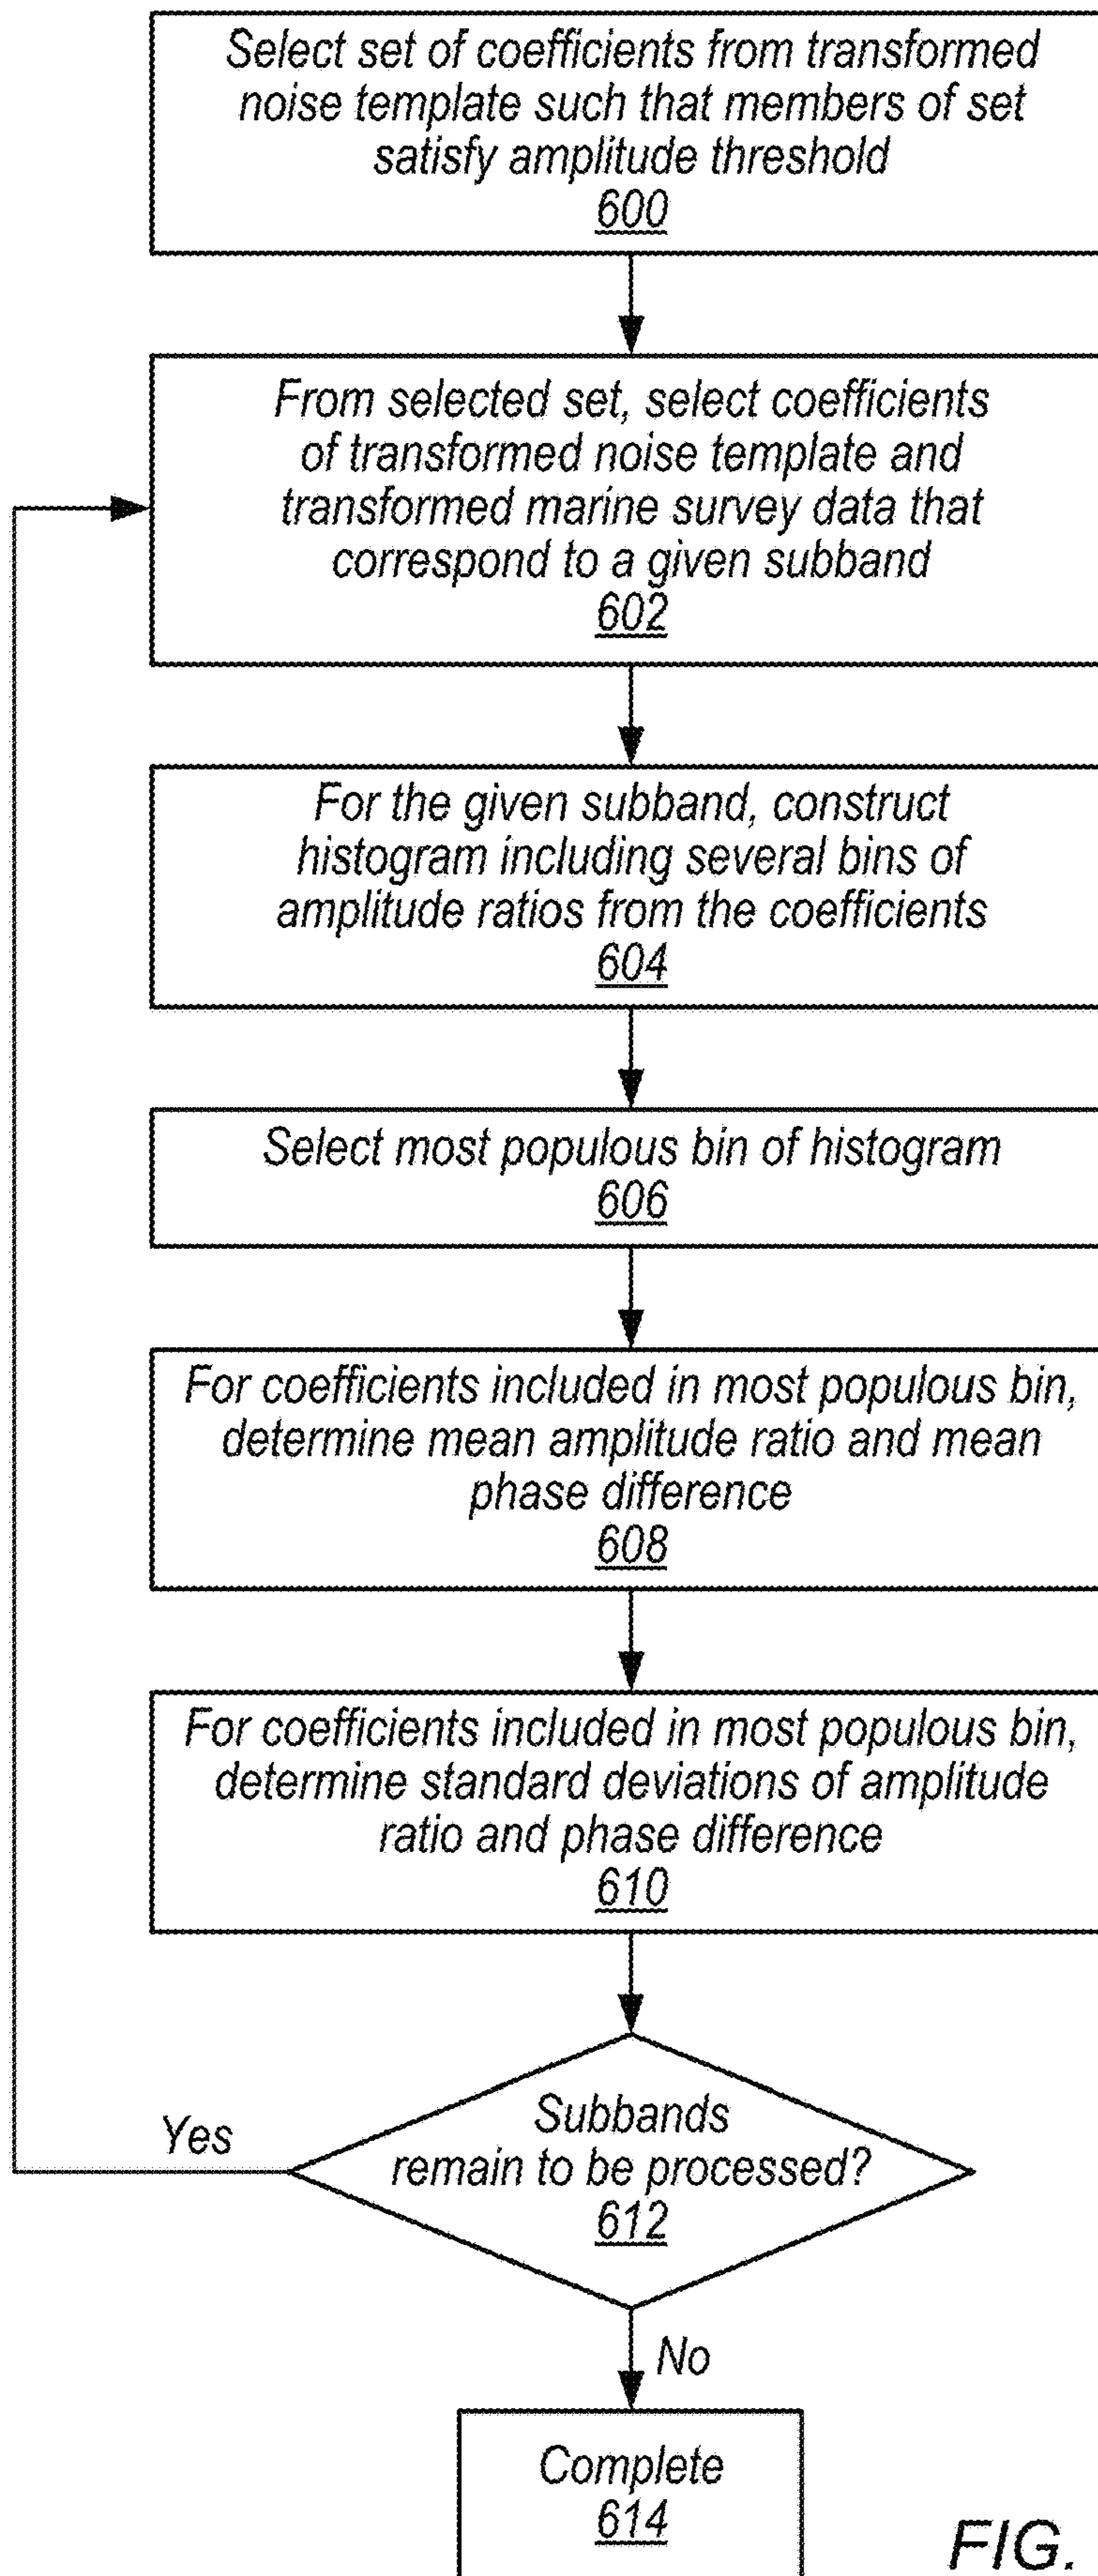 Select set of coefficients from transformed
noise template such that members of set
satisfy amplitude threshold
600
From selected set, select coefficients
of transformed noise template and
transformed marine survey data that
correspond to a given subband
602
For the given subband, construct
histogram including several bins of
amplitude ratios from the coefficients
604
Select most populous bin of histogram
606
For coefficients included in most populous bin,
determine mean amplitude ratio and mean
phase difference
608
For coefficients included in most populous bin,
determine standard deviations of amplitude
ratio and phase difference
610
Subbands
remain to be processed?
612
Yes
No
Complete
614
FIG.